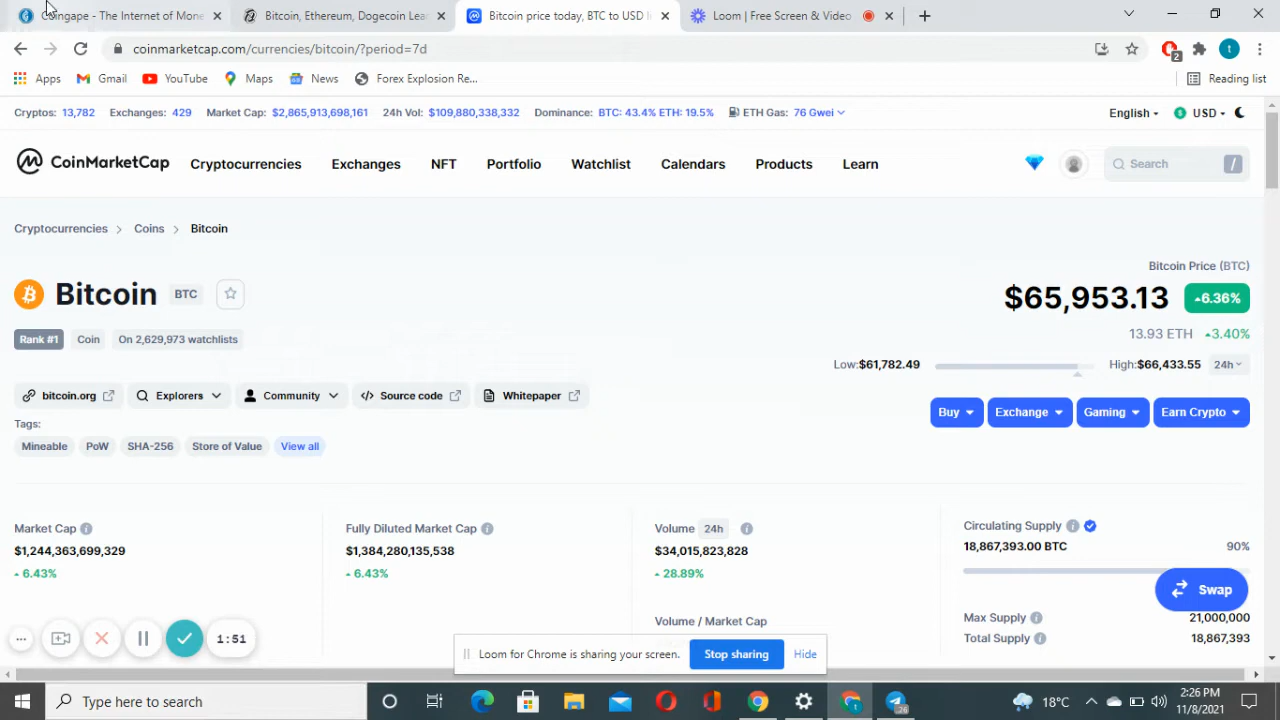 Coingape - The Internet of Mone
Bitcoin, Ethereum, Dogecoin Lea
Bitcoin price today, BTC to USD l
Loom | Free Screen & Video
coinmarketcap.com/currencies/bitcoin/?period=7d
2
t
Apps
Gmail
YouTube
Maps
News
Forex Explosion Re...
Reading list
Cryptos: 13,782
Exchanges: 429
Market Cap: $2,865,913,698,161
24h Vol: $109,880,338,332
Dominance: BTC: 43.4% ETH: 19.5%
ETH Gas: 76 Gwei
English
USD
CoinMarketCap
Cryptocurrencies
Exchanges
NFT
Portfolio
Watchlist
Calendars
Products
Learn
Search
/
Cryptocurrencies > Coins > Bitcoin
Bitcoin BTC
Rank #1
Coin
On 2,629,973 watchlists
Bitcoin Price (BTC)
$65,953.13 6.36%
13.93 ETH 3.40%
Low: $61,782.49
High: $66,433.55
24h
bitcoin.org
Explorers
Community
Source code
Whitepaper
Buy
Exchange
Gaming
Earn Crypto
Tags:
Mineable
PoW
SHA-256
Store of Value
View all
Market Cap
$1,244,363,699,329
6.43%
Fully Diluted Market Cap
$1,384,280,135,538
6.43%
Volume 24h
$34,015,823,828
28.89%
Volume / Market Cap
Circulating Supply
18,867,393.00 BTC
90%
Swap
Max Supply
21,000,000
Total Supply
18,867,393
1:51
Loom for Chrome is sharing your screen.
Stop sharing
Hide
Type here to search
26
18°C
2:26 PM
11/8/2021